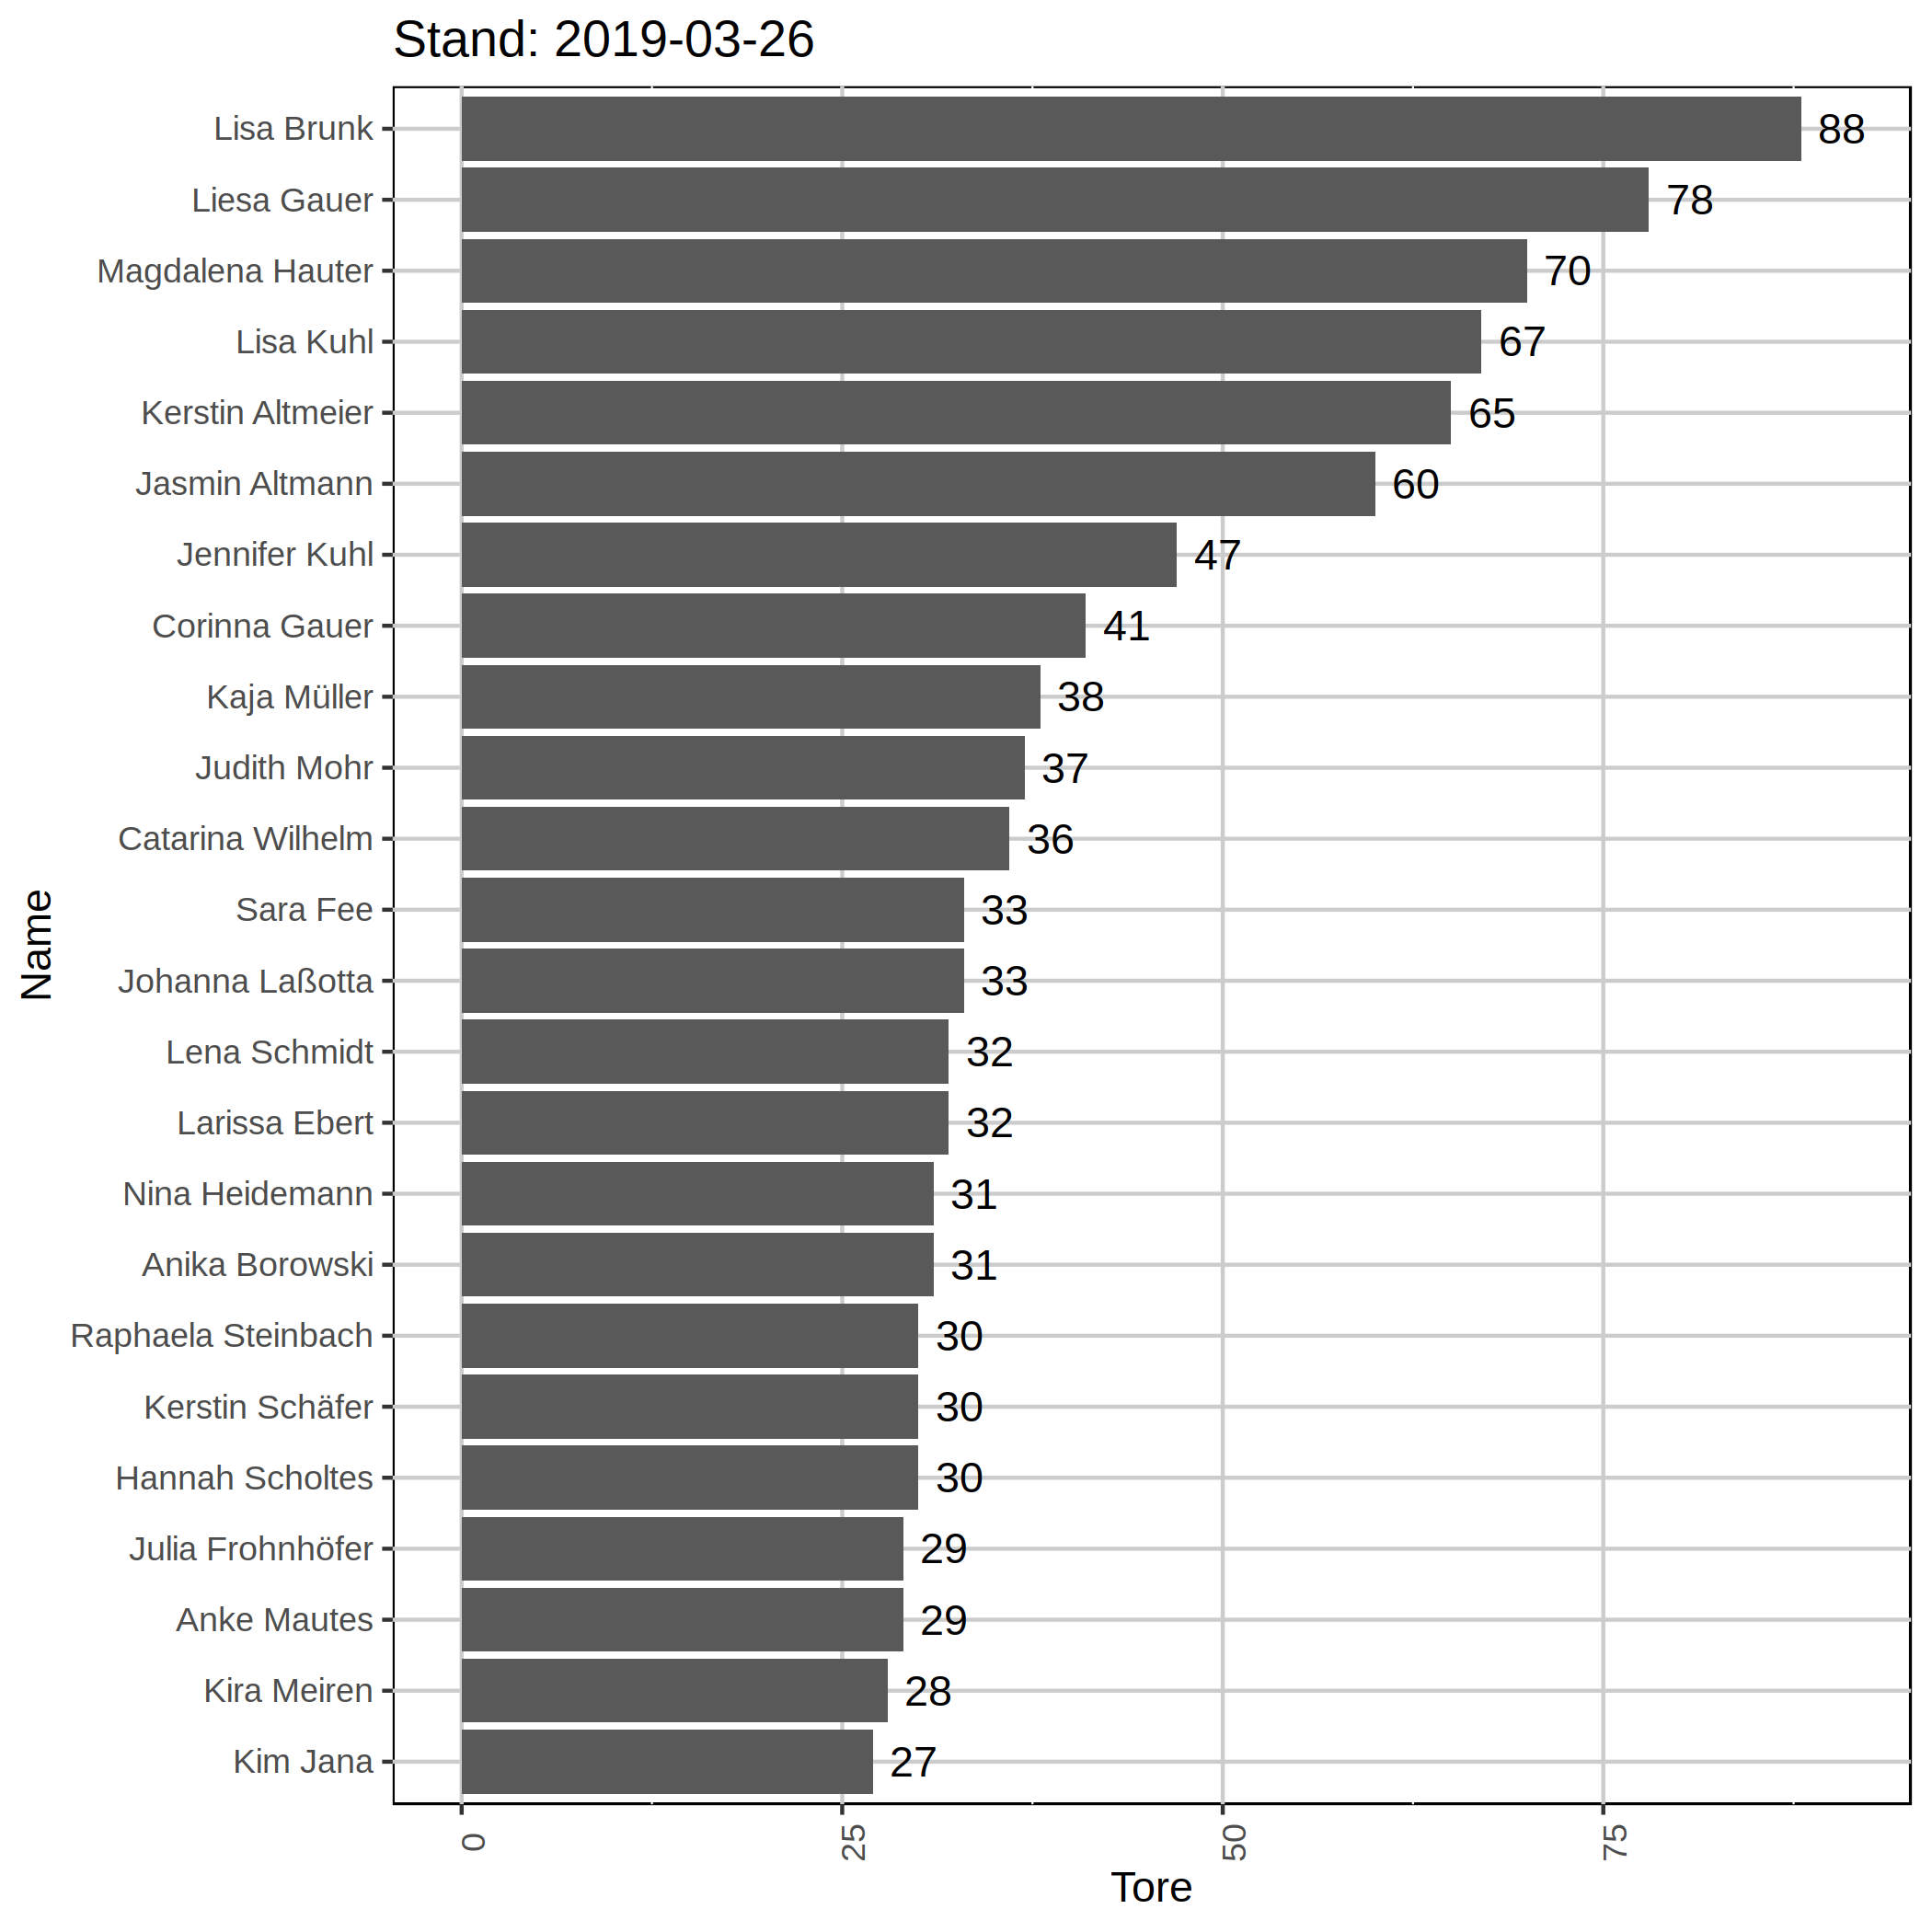 Stand: 2019-03-26
Lisa Brunk 88
Liesa Gauer 78
Magdalena Hauter 70
Lisa Kuhl 67
Kerstin Altmeier 65
Jasmin Altmann 60
Jennifer Kuhl 47
Corinna Gauer 41
Kaja Müller 38
Judith Mohr 37
Catarina Wilhelm 36
Sara Fee 33
Johanna Laßotta 33
Lena Schmidt 32
Larissa Ebert 32
Nina Heidemann 31
Anika Borowski 31
Raphaela Steinbach 30
Kerstin Schäfer 30
Hannah Scholtes 30
Julia Frohnhöfer 29
Anke Mautes 29
Kira Meiren 28
Kim Jana 27
Name
0 25 50 75
Tore